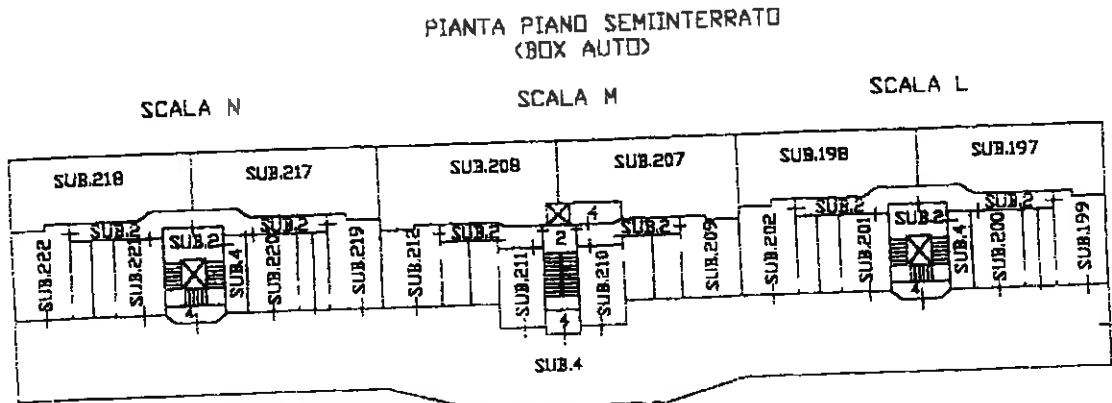 PIANTA PIANO SEMIINTERRATO
(BOX AUTO)
SCALA N
SCALA M
SCALA L
SUB.218
SUB.217
SUB.208
SUB.207
SUB.198
SUB.197
SUB.222
SUB.2
SUB.221
SUB.2
SUB.4
SUB.220
SUB.2
SUB.219
4
SUB.212
SUB.2
SUB.211
2
4
4
SUB.210
SUB.2
SUB.209
SUB.202
SUB.2
SUB.201
SUB.2
SUB.4
SUB.200
SUB.2
SUB.199
4
SUB.4